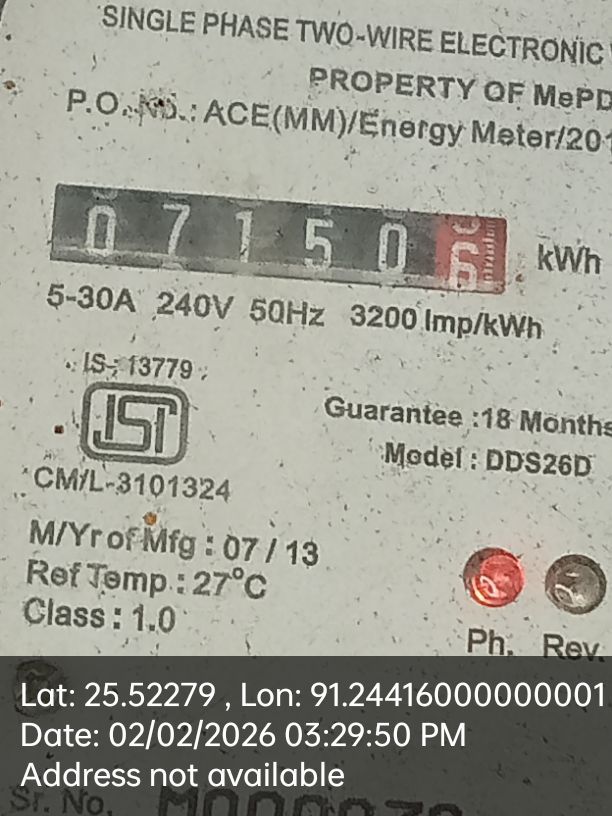 SINGLE PHASE TWO-WIRE ELECTRONIC
PROPERTY OF MePD
P.O. No.: ACE(MM)/Energy Meter/201
0 7 1 5 0 6 kWh
5-30A 240V 50Hz 3200 Imp/kWh
IS-13779
ISI
CM/L-3101324
Guarantee :18 Months
Model : DDS26D
M/Yr of Mfg : 07 / 13
Ref Temp.: 27°C
Class : 1.0
Ph. Rev.
Lat: 25.52279 , Lon: 91.24416000000001
Date: 02/02/2026 03:29:50 PM
Address not available
Sr. No.